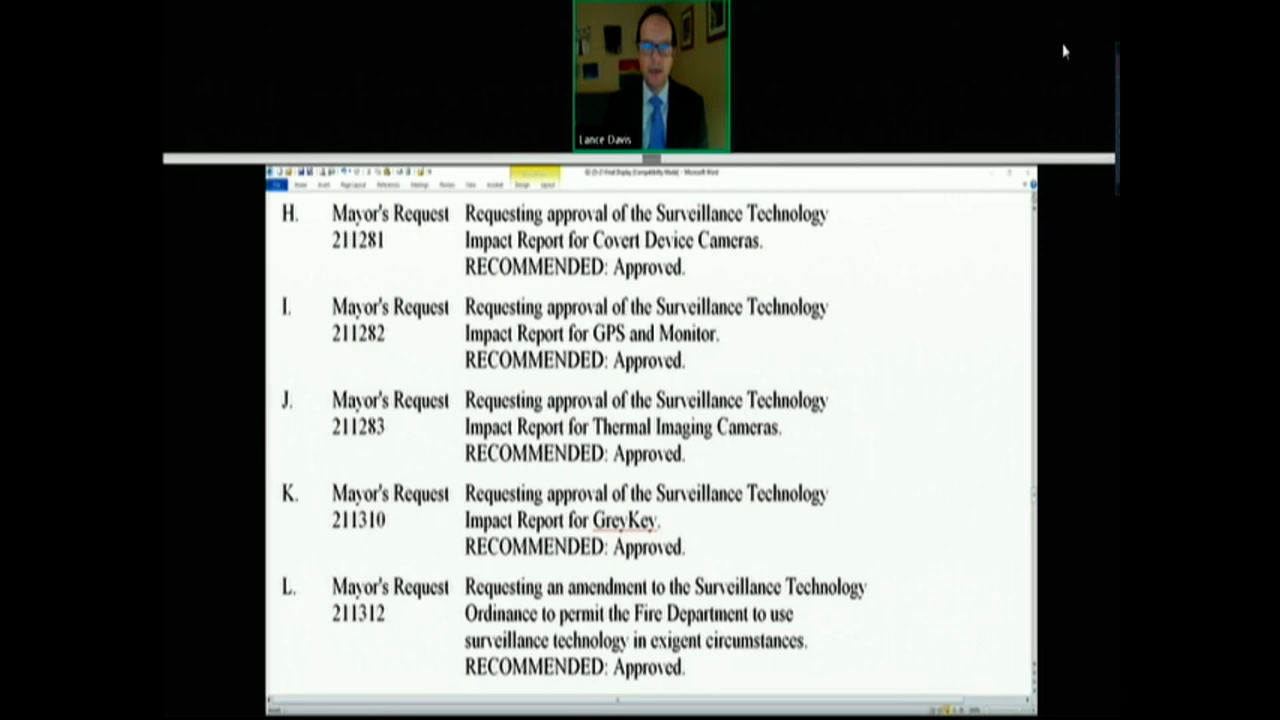 Lance Davis
H. Mayor's Request Requesting approval of the Surveillance Technology
211281 Impact Report for Covert Device Cameras.
RECOMMENDED: Approved.
I. Mayor's Request Requesting approval of the Surveillance Technology
211282 Impact Report for GPS and Monitor.
RECOMMENDED: Approved.
J. Mayor's Request Requesting approval of the Surveillance Technology
211283 Impact Report for Thermal Imaging Cameras.
RECOMMENDED: Approved.
K. Mayor's Request Requesting approval of the Surveillance Technology
211310 Impact Report for GreyKey.
RECOMMENDED: Approved.
L. Mayor's Request Requesting an amendment to the Surveillance Technology
211312 Ordinance to permit the Fire Department to use
surveillance technology in exigent circumstances.
RECOMMENDED: Approved.